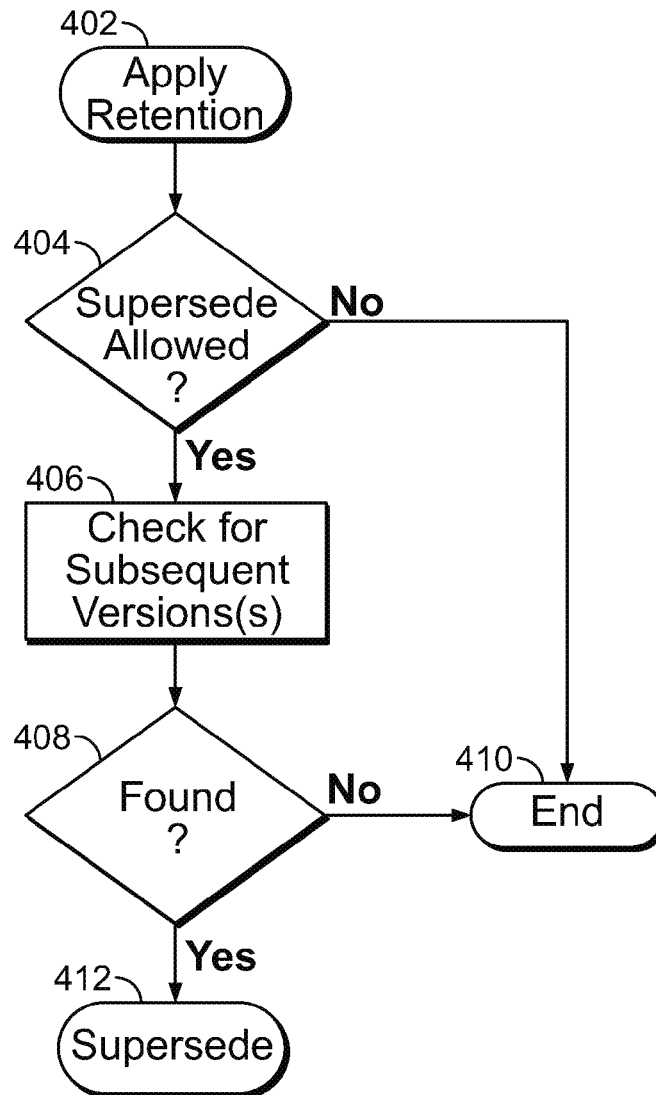 402
Apply
Retention
404
Supersede
Allowed
?
No
Yes
406
Check for
Subsequent
Versions(s)
408
Found
?
No
410
End
Yes
412
Supersede